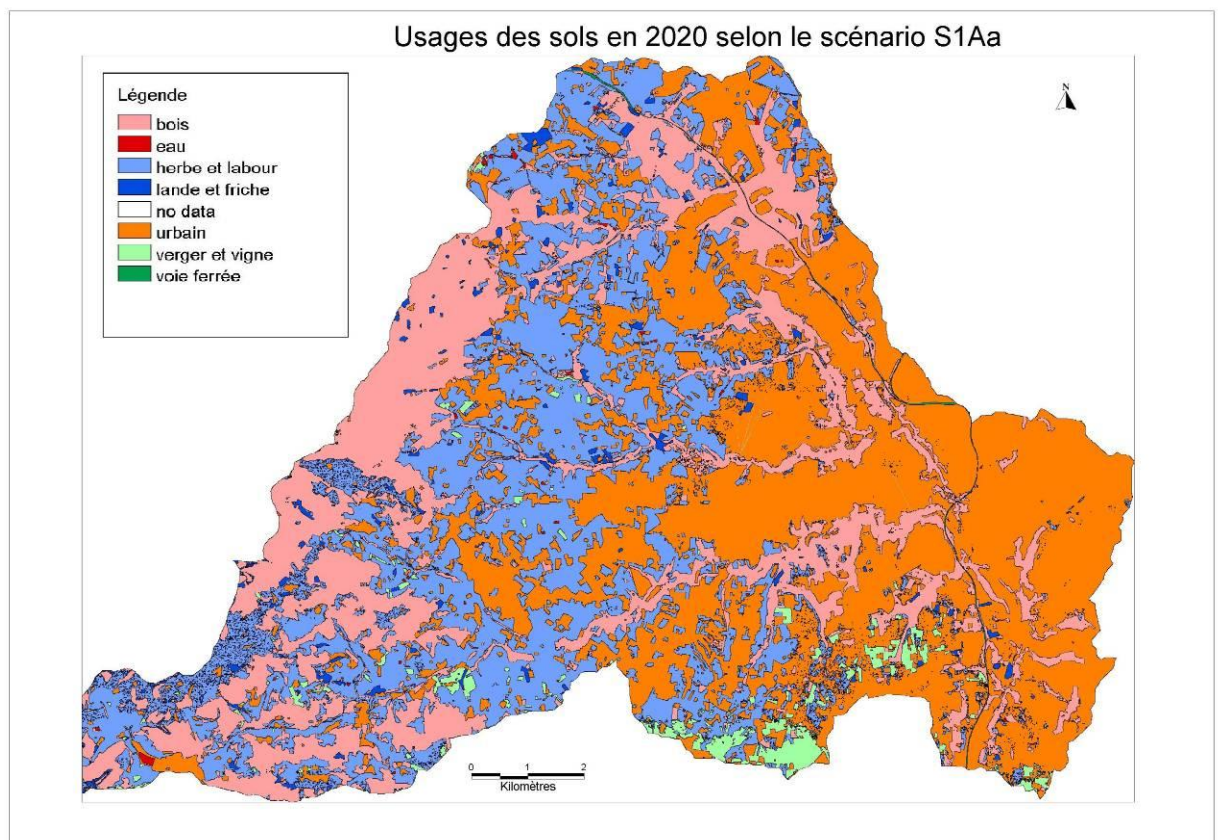 Usages des sols en 2020 selon le scénario S1Aa
Légende
bois
eau
herbe et labour
lande et friche
no data
urbain
verger et vigne
voie ferrée
N
0 1 2
Kilomètres